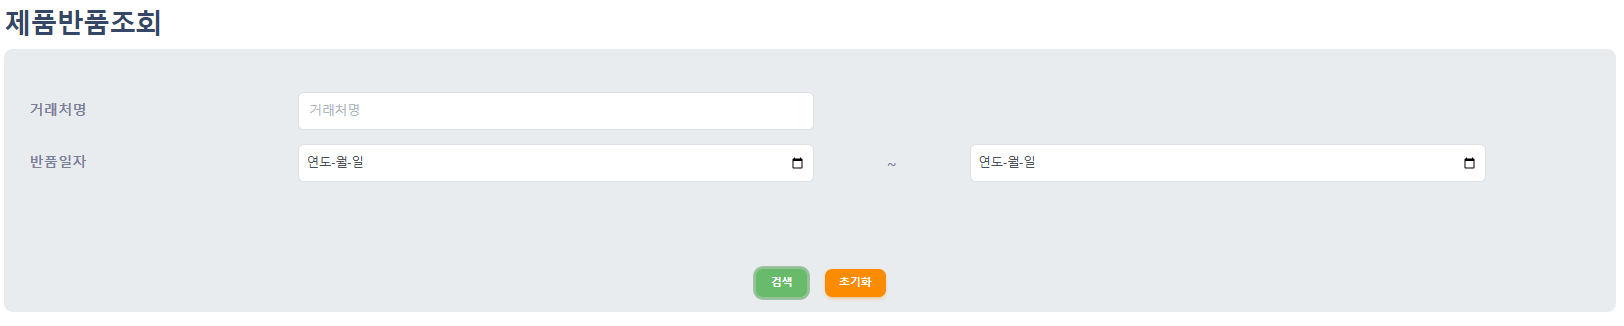 제품반품조회
거래처명 거래처명
반품일자 연도-월-일 ~ 연도-월-일
검색 초기화